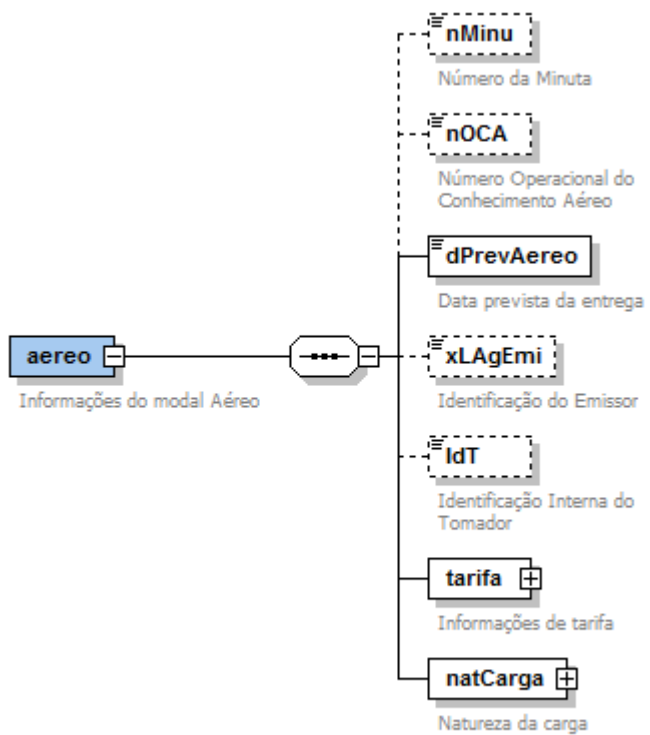 nMinu
Número da Minuta
nOCA
Número Operacional do
Conhecimento Aéreo
dPrevAereo
Data prevista da entrega
aereo
Informações do modal Aéreo
xLAgEmi
Identificação do Emissor
IdT
Identificação Interna do
Tomador
tarifa
Informações de tarifa
natCarga
Natureza da carga